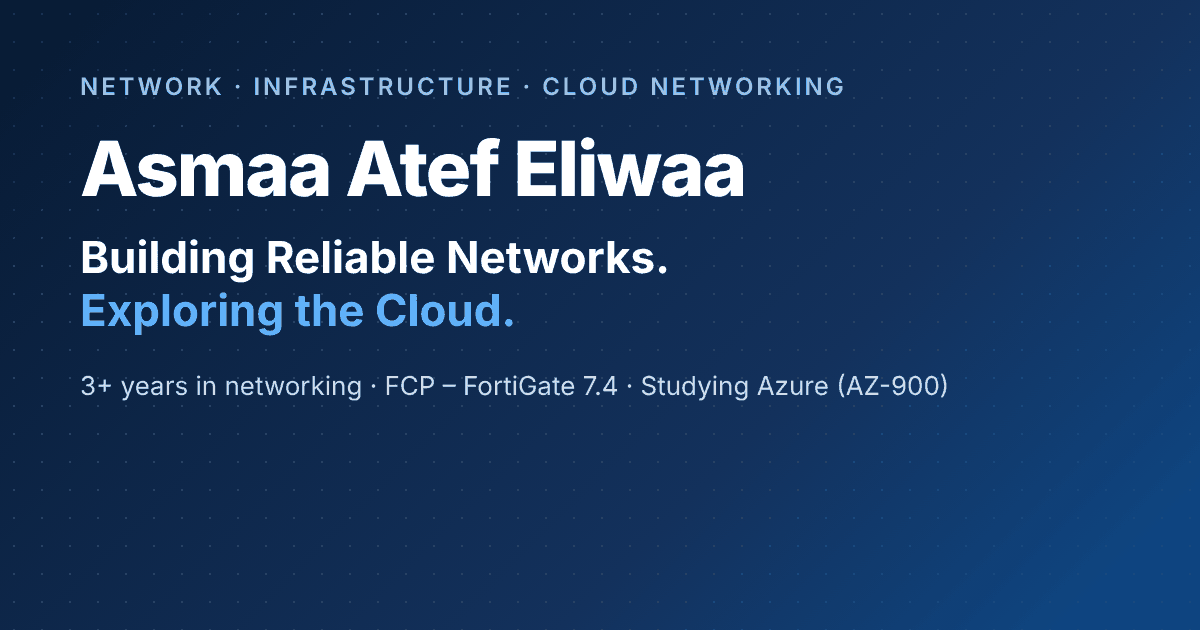 NETWORK · INFRASTRUCTURE · CLOUD NETWORKING
Asmaa Atef Eliwaa
Building Reliable Networks.
Exploring the Cloud.
3+ years in networking · FCP – FortiGate 7.4 · Studying Azure (AZ-900)